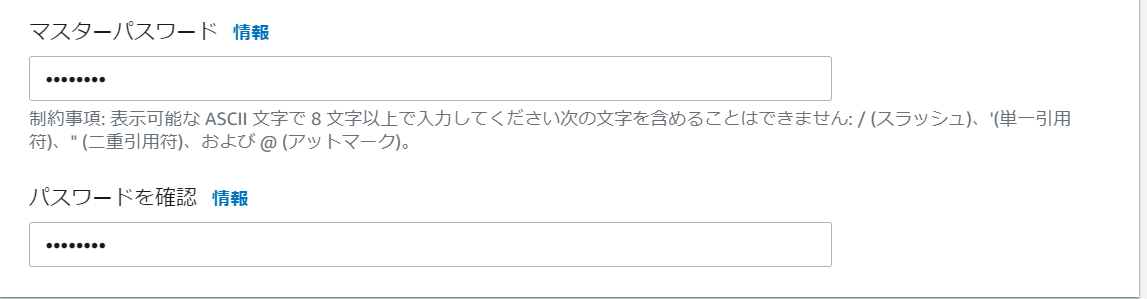 マスターパスワード 情報
••••••••
制約事項: 表示可能な ASCII 文字で 8 文字以上で入力してください次の文字を含めることはできません: / (スラッシュ)、'(単一引用
符)、" (二重引用符)、および @ (アットマーク)。
パスワードを確認 情報
••••••••